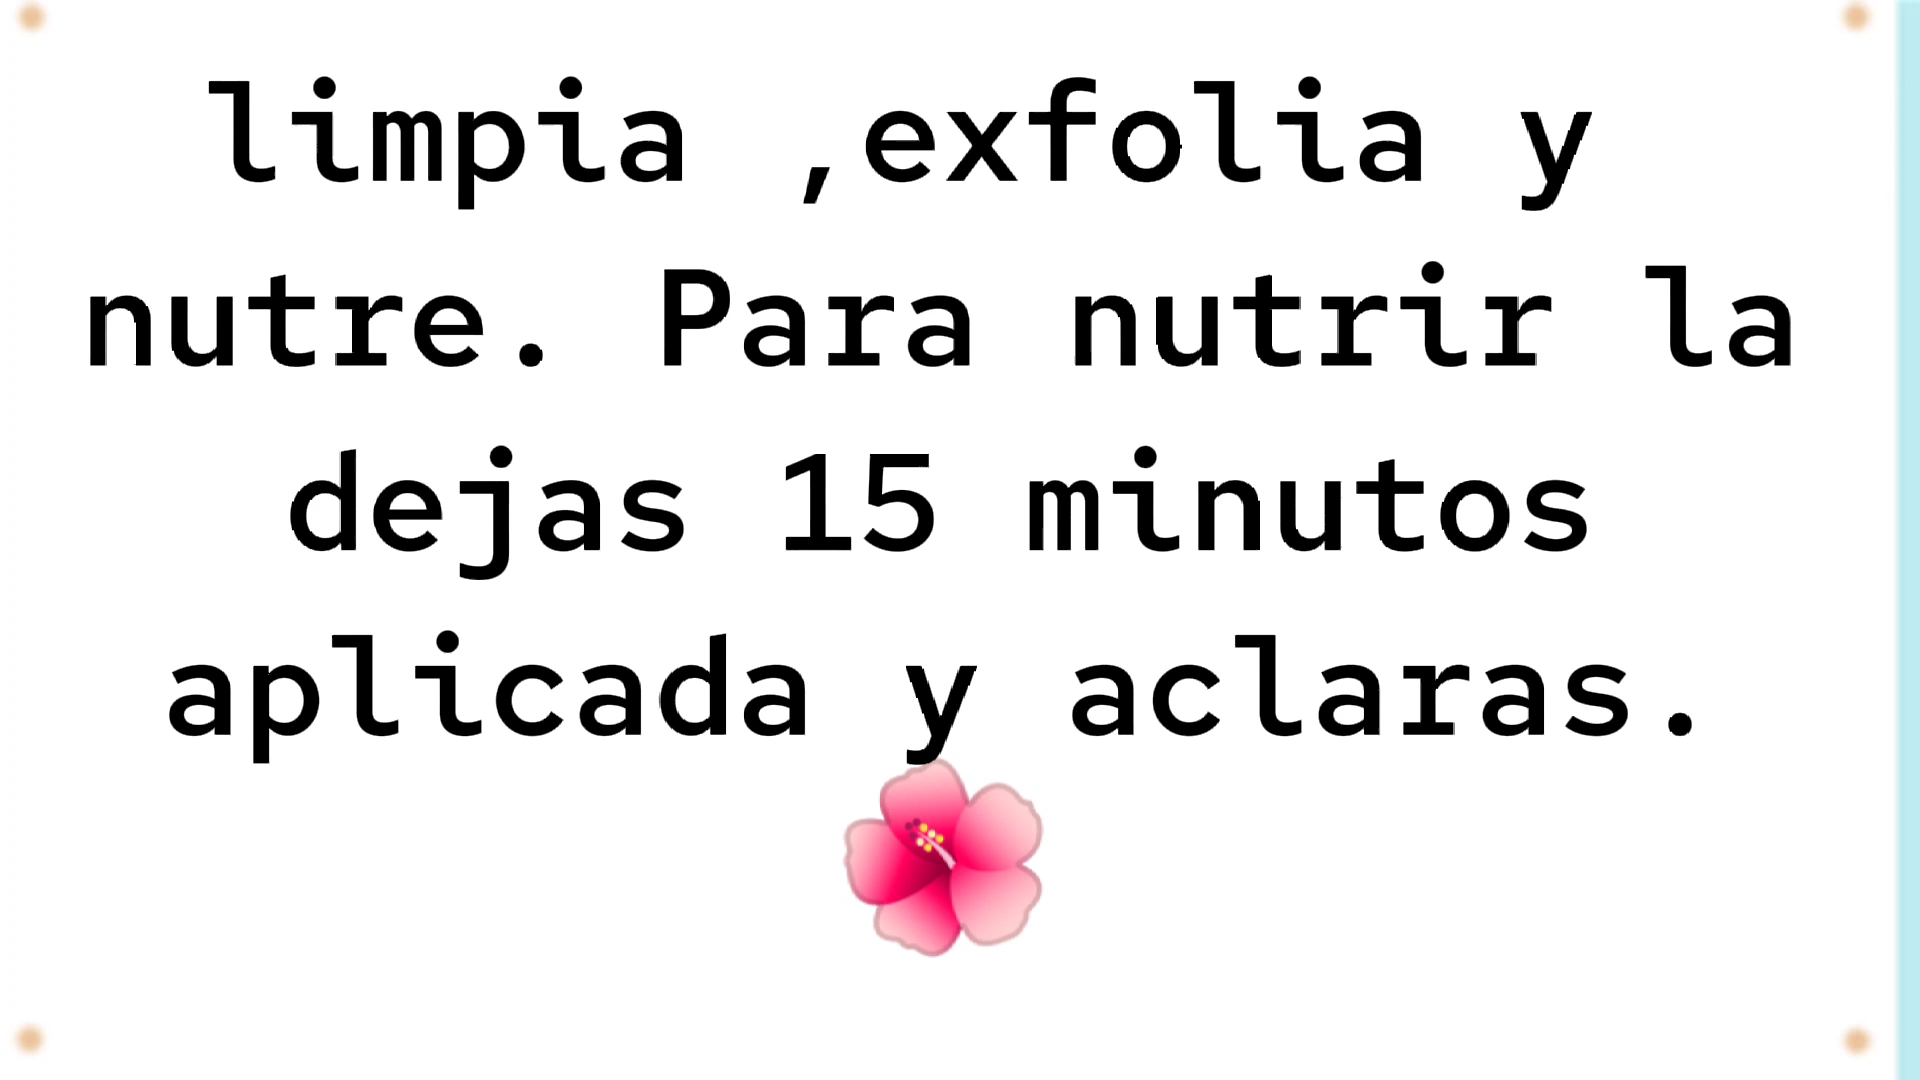 limpia ,exfolia y
nutre. Para nutrir la
dejas 15 minutos
aplicada y aclaras.